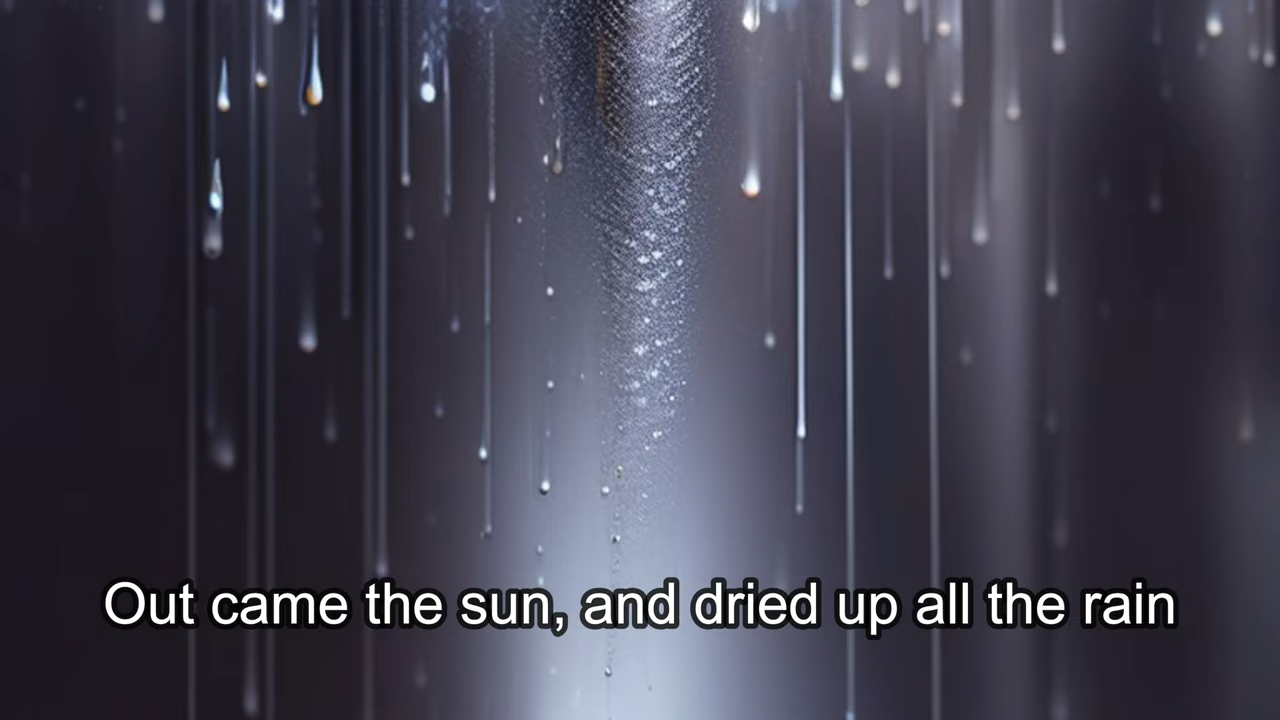 Out came the sun, and dried up all the rain